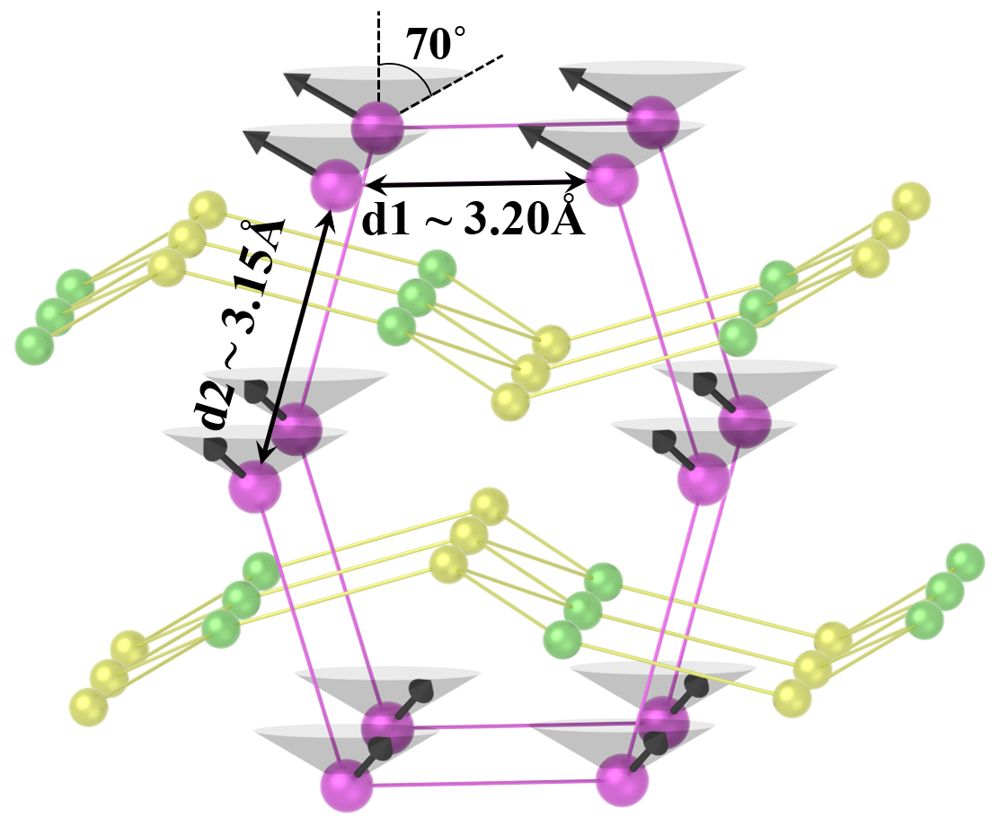 70°
d1 ~ 3.20Å
d2 ~ 3.15Å